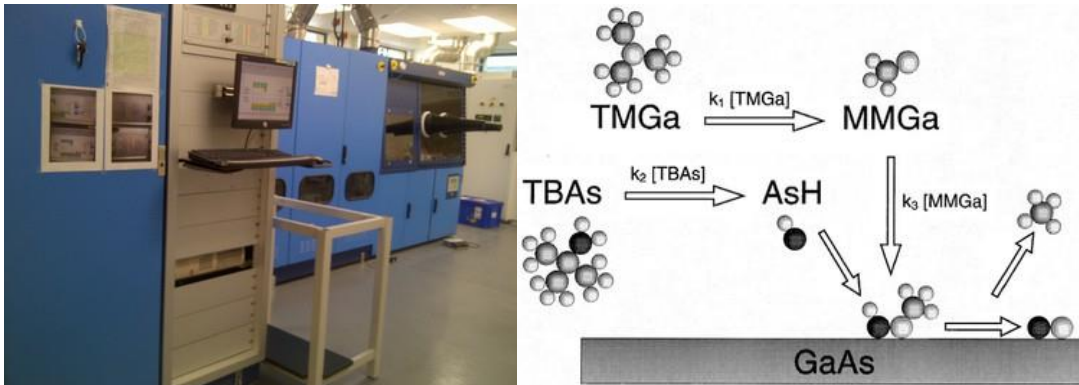 k₁ [TMGa]
TMGa
MMGa
k₂ [TBAs]
TBAs
AsH
k₃ [MMGa]
GaAs